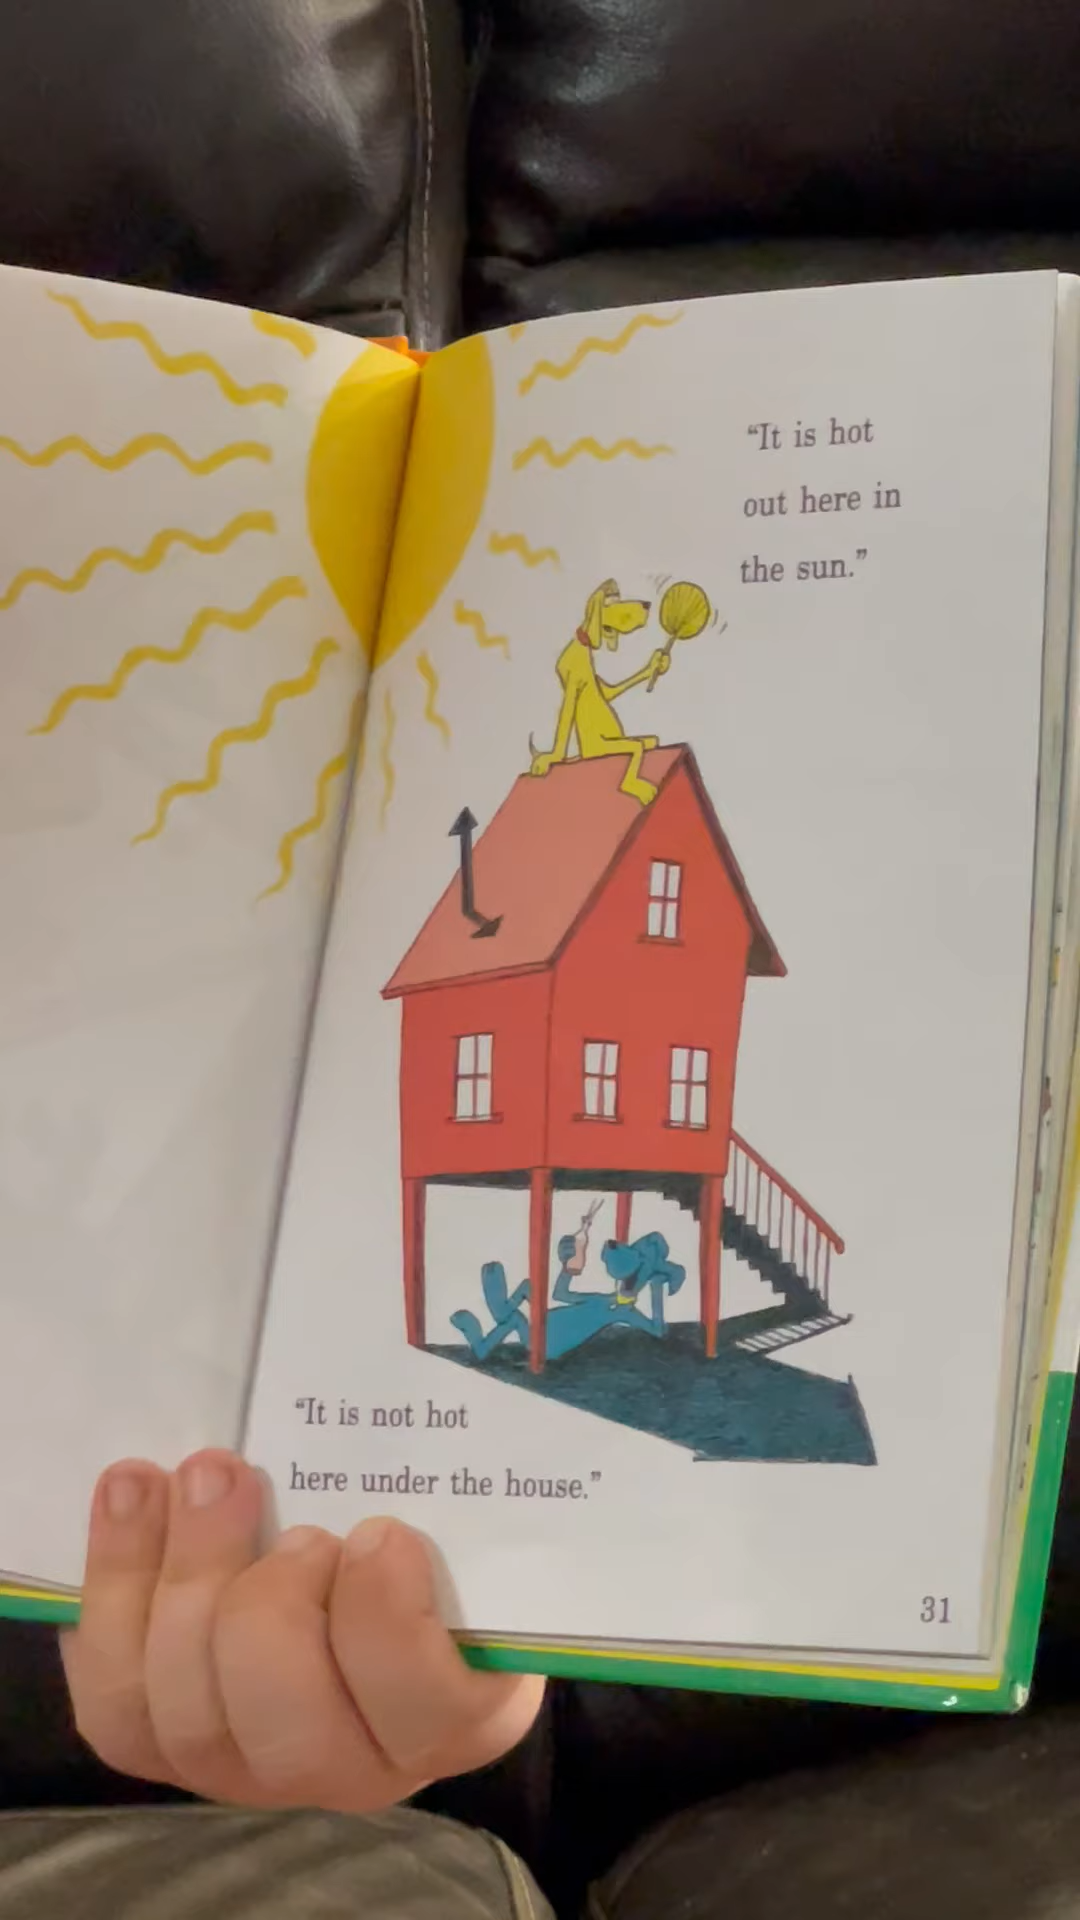 “It is hot
out here in
the sun.”
“It is not hot
here under the house.”
31